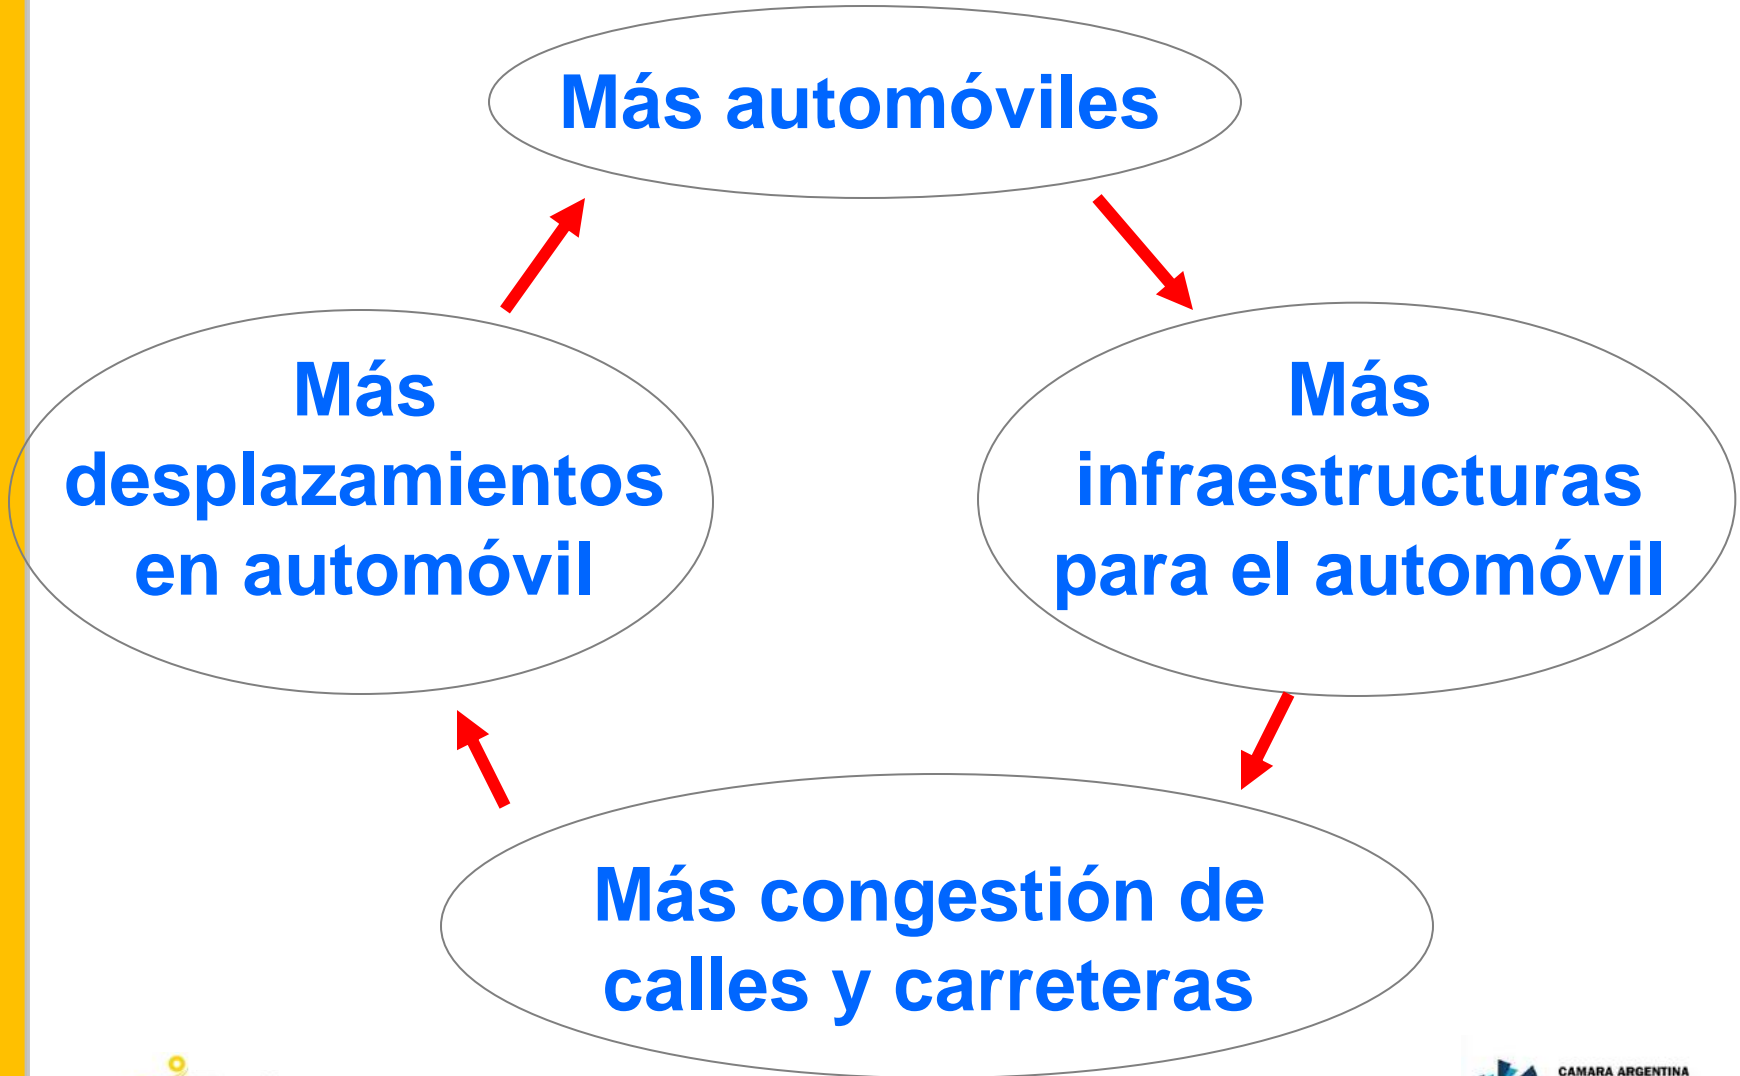 Más automóviles
Más
desplazamientos
en automóvil
Más
infraestructuras
para el automóvil
Más congestión de
calles y carreteras
CAMARA ARGENTINA